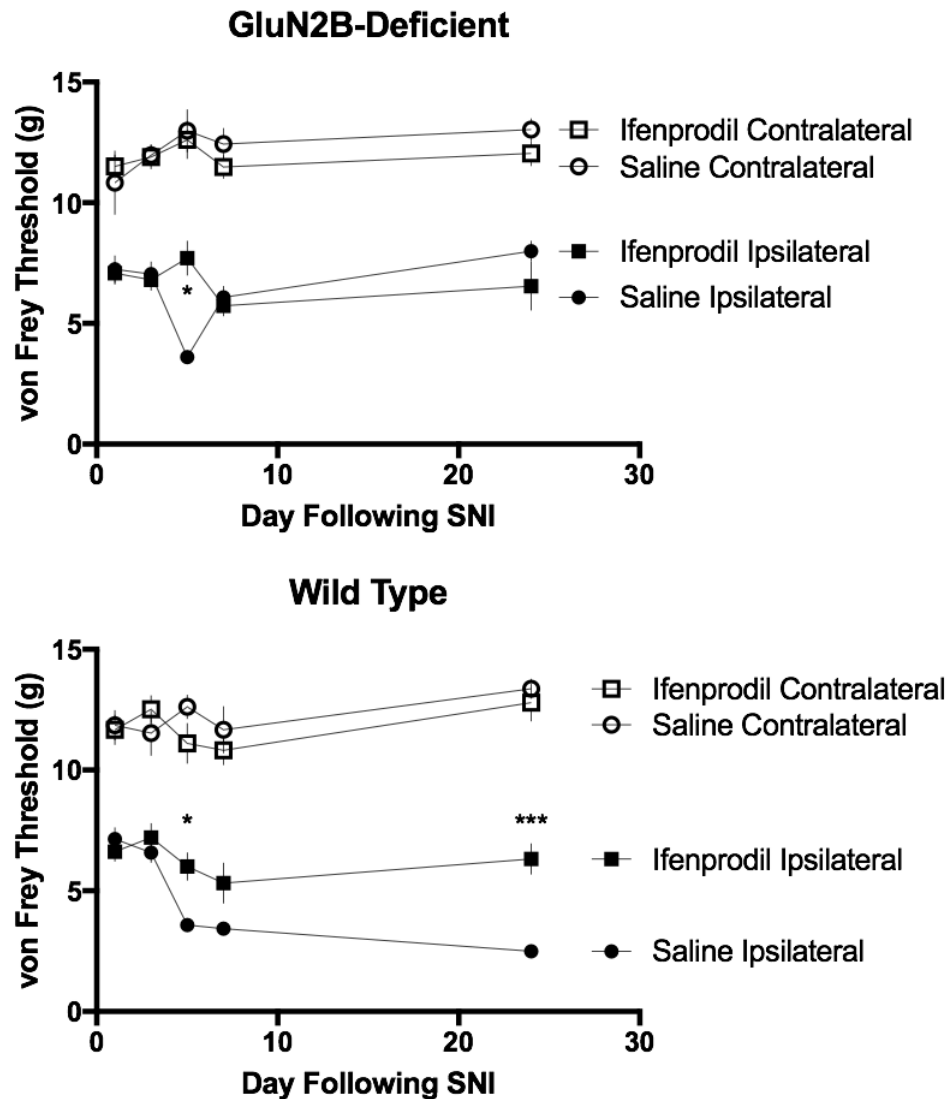 GluN2B-Deficient
von Frey Threshold (g)
15
10
5
0
*
Ifenprodil Contralateral
Saline Contralateral
Ifenprodil Ipsilateral
Saline Ipsilateral
0
10
20
30
Day Following SNI
Wild Type
von Frey Threshold (g)
15
10
5
0
*
***
Ifenprodil Contralateral
Saline Contralateral
Ifenprodil Ipsilateral
Saline Ipsilateral
0
10
20
30
Day Following SNI